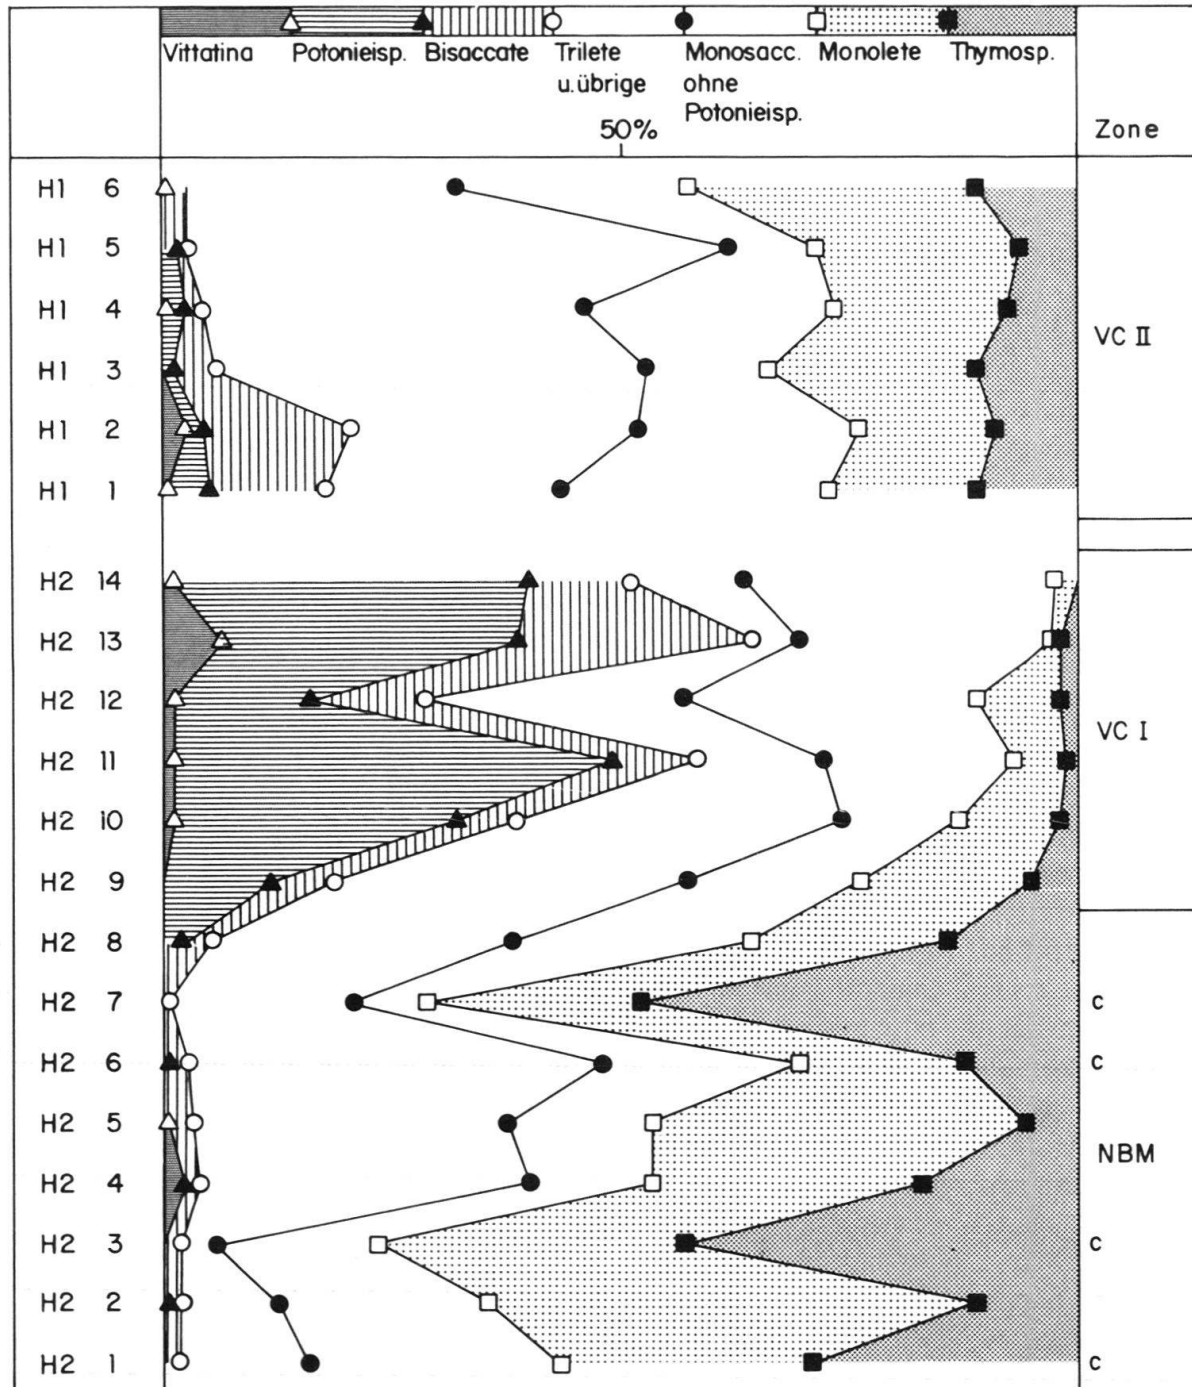 Vittatina Potonieisp. Bisaccate Trilete Monosacc. Monolete Thymosp.
u. übrige ohne
Potonieisp.
50% Zone
H1 6
H1 5
H1 4
VC II
H1 3
H1 2
H1 1
H2 14
H2 13
H2 12
VC I
H2 11
H2 10
H2 9
H2 8
H2 7 c
H2 6 c
H2 5
NBM
H2 4
H2 3 c
H2 2
H2 1 c